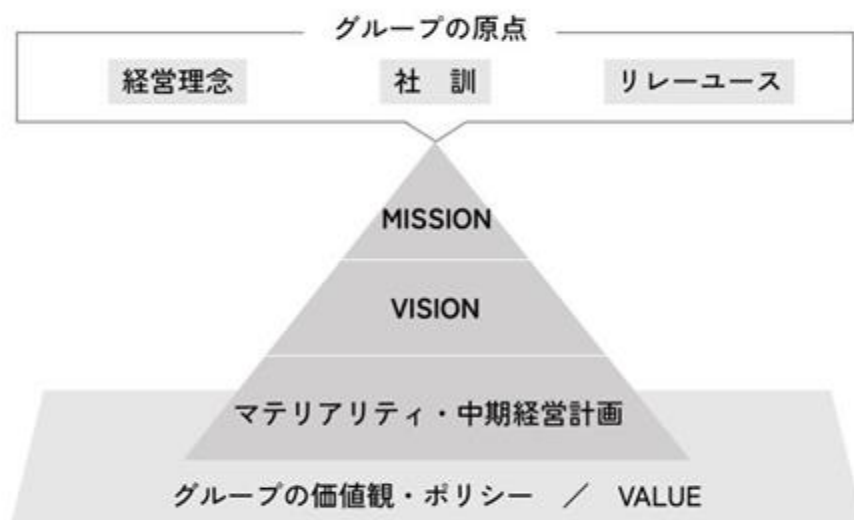 グループの原点
経営理念 社　訓 リレーユース
MISSION
VISION
マテリアリティ・中期経営計画
グループの価値観・ポリシー　／　VALUE